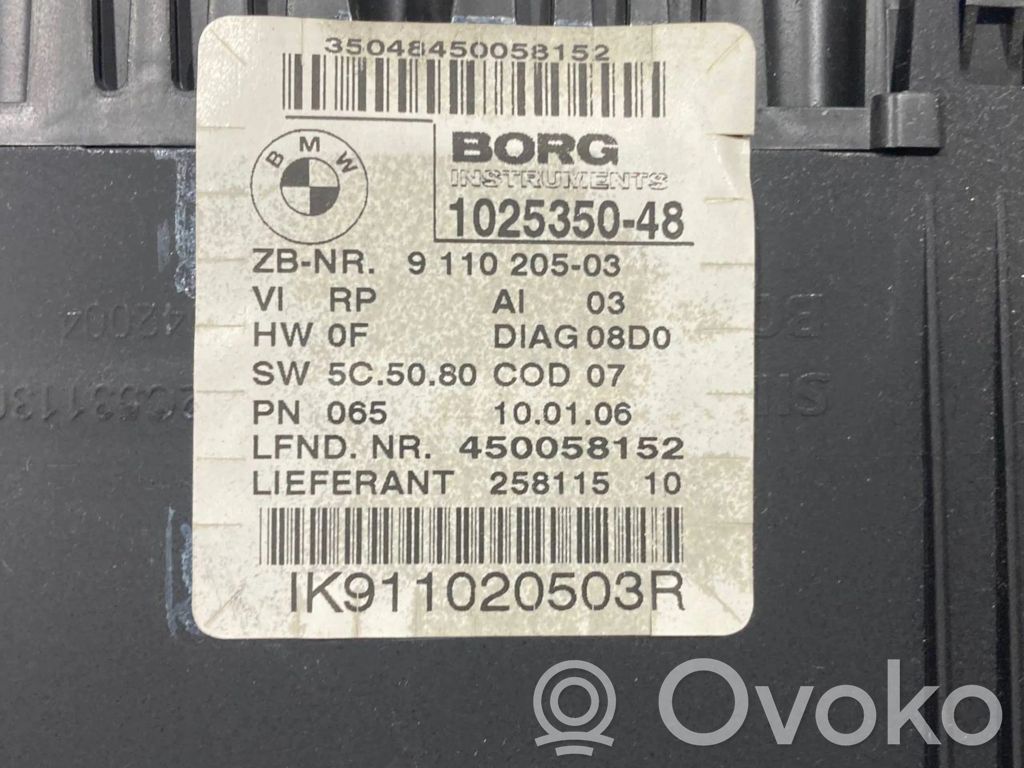 35048450058152
BMW
BORG
INSTRUMENTS
1025350-48
ZB-NR. 9 110 205-03
VI RP AI 03
HW 0F DIAG 08D0
SW 5C.50.80 COD 07
PN 065 10.01.06
LFND. NR. 450058152
LIEFERANT 258115 10
IK911020503R
Ovoko